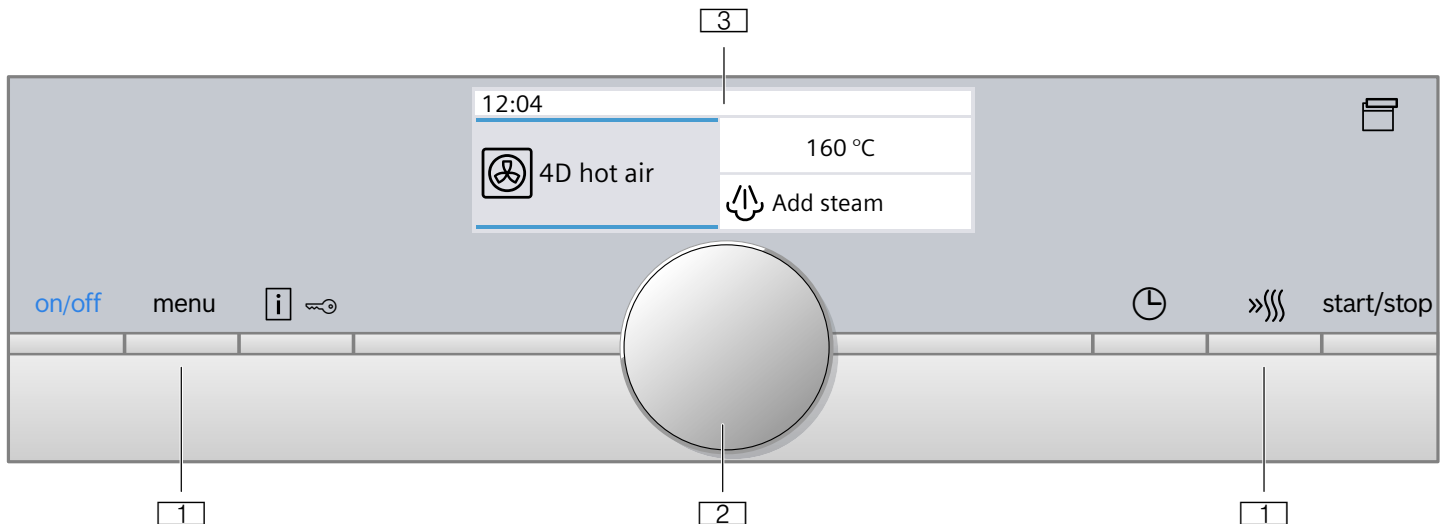 3
12:04
160 °C
4D hot air
Add steam
on/off menu i start/stop
1 2 1